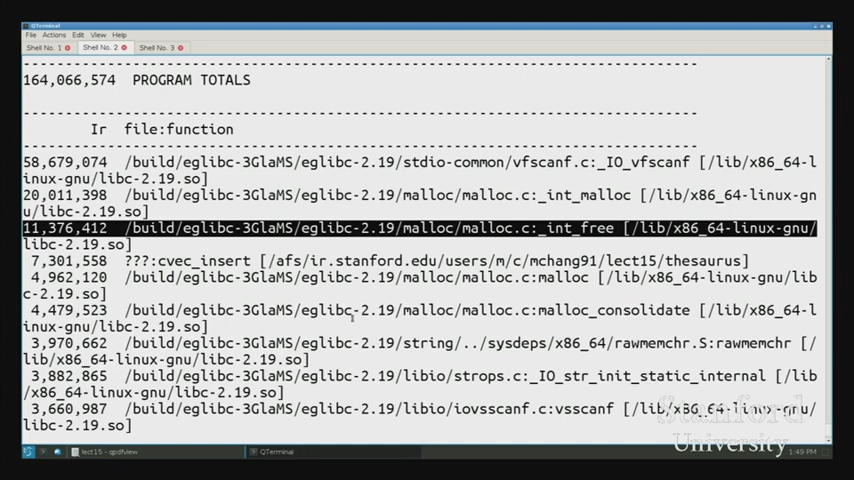 QTerminal
File Actions Edit View Help
Shell No. 1 Shell No. 2 Shell No. 3
--------------------------------------------------------------------------------
164,066,574 PROGRAM TOTALS
--------------------------------------------------------------------------------
Ir file:function
--------------------------------------------------------------------------------
58,679,074 /build/eglibc-3GlaMS/eglibc-2.19/stdio-common/vfscanf.c:_IO_vfscanf [/lib/x86_64-l
inux-gnu/libc-2.19.so]
20,011,398 /build/eglibc-3GlaMS/eglibc-2.19/malloc/malloc.c:_int_malloc [/lib/x86_64-linux-gn
u/libc-2.19.so]
11,376,412 /build/eglibc-3GlaMS/eglibc-2.19/malloc/malloc.c:_int_free [/lib/x86_64-linux-gnu/
libc-2.19.so]
7,301,558 ???:cvec_insert [/afs/ir.stanford.edu/users/m/c/mchang91/lect15/thesaurus]
4,962,120 /build/eglibc-3GlaMS/eglibc-2.19/malloc/malloc.c:malloc [/lib/x86_64-linux-gnu/lib
c-2.19.so]
4,479,523 /build/eglibc-3GlaMS/eglibc-2.19/malloc/malloc.c:malloc_consolidate [/lib/x86_64-l
inux-gnu/libc-2.19.so]
3,970,662 /build/eglibc-3GlaMS/eglibc-2.19/string/../sysdeps/x86_64/rawmemchr.S:rawmemchr [/
lib/x86_64-linux-gnu/libc-2.19.so]
3,882,865 /build/eglibc-3GlaMS/eglibc-2.19/libio/strops.c:_IO_str_init_static_internal [/lib
/x86_64-linux-gnu/libc-2.19.so]
3,660,987 /build/eglibc-3GlaMS/eglibc-2.19/libio/iovsscanf.c:vsscanf [/lib/x86_64-linux-gnu/
libc-2.19.so]
Stanford
University
lect15 - qpdfview QTerminal 1:49 PM